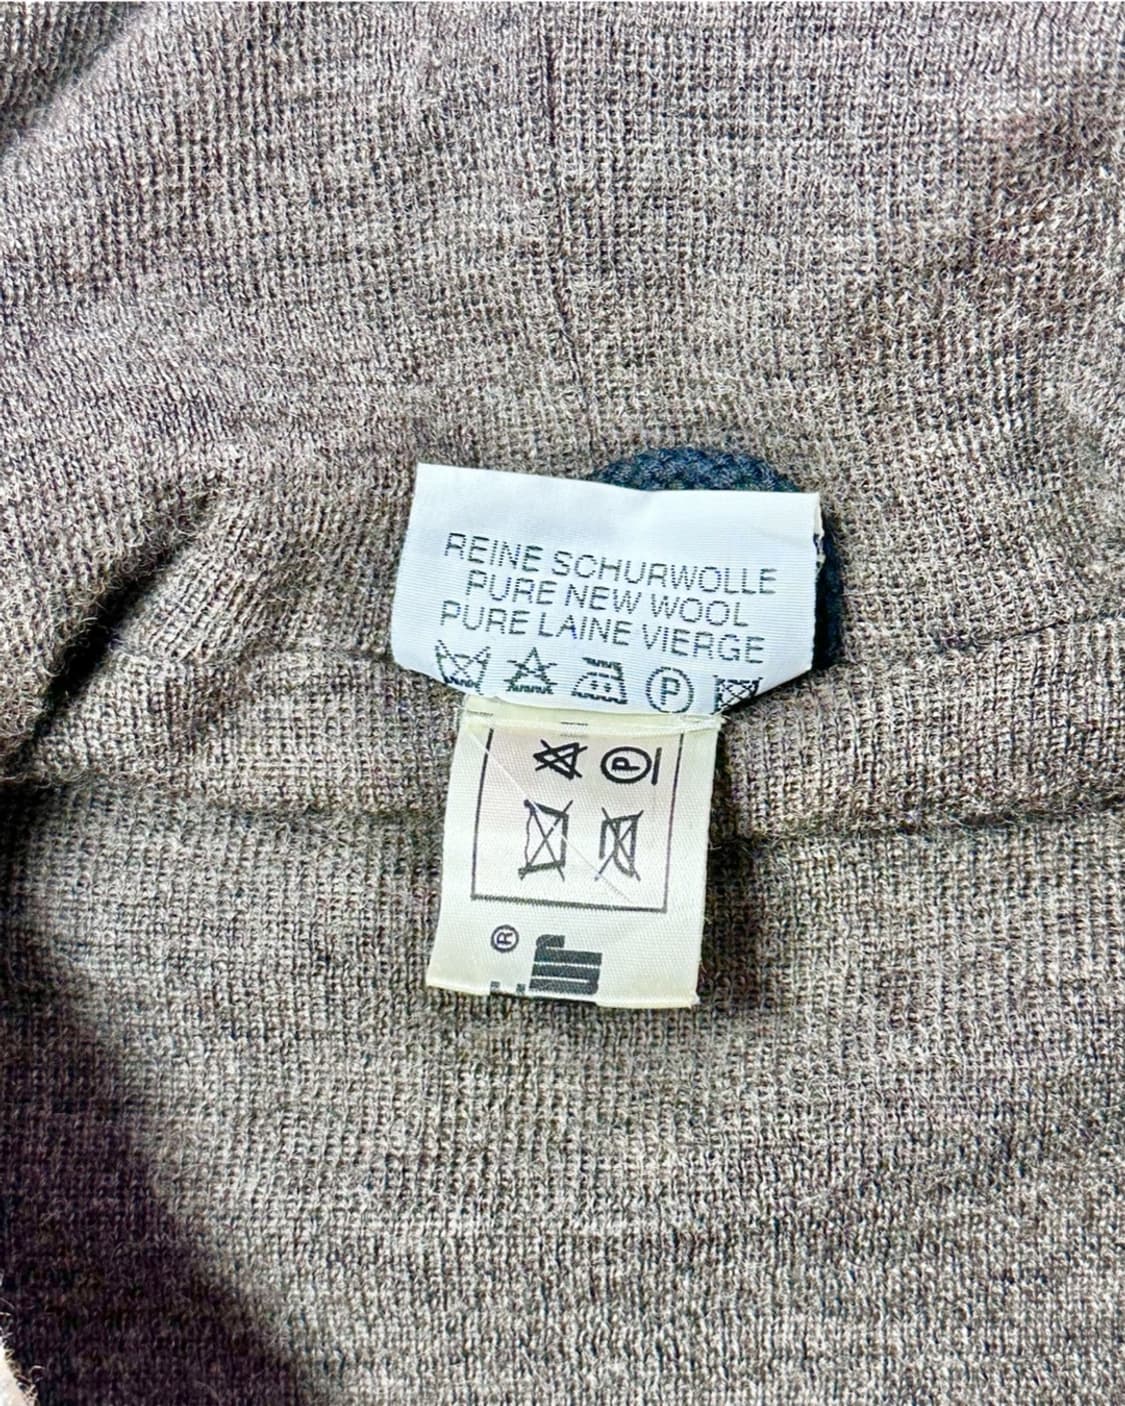 REINE SCHURWOLLE
PURE NEW WOOL
PURE LAINE VIERGE
P
P
®